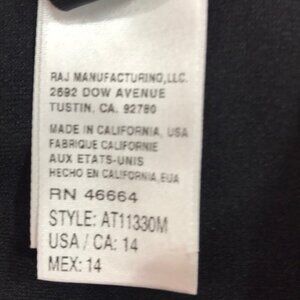 RAJ MANUFACTURING, LLC.
2692 DOW AVENUE
TUSTIN, CA. 92780
MADE IN CALIFORNIA, USA
FABRIQUE CALIFORNIE
AUX ETATS-UNIS
HECHO EN CALIFORNIA, EUA
RN 46664
STYLE: AT11330M
USA / CA: 14
MEX: 14